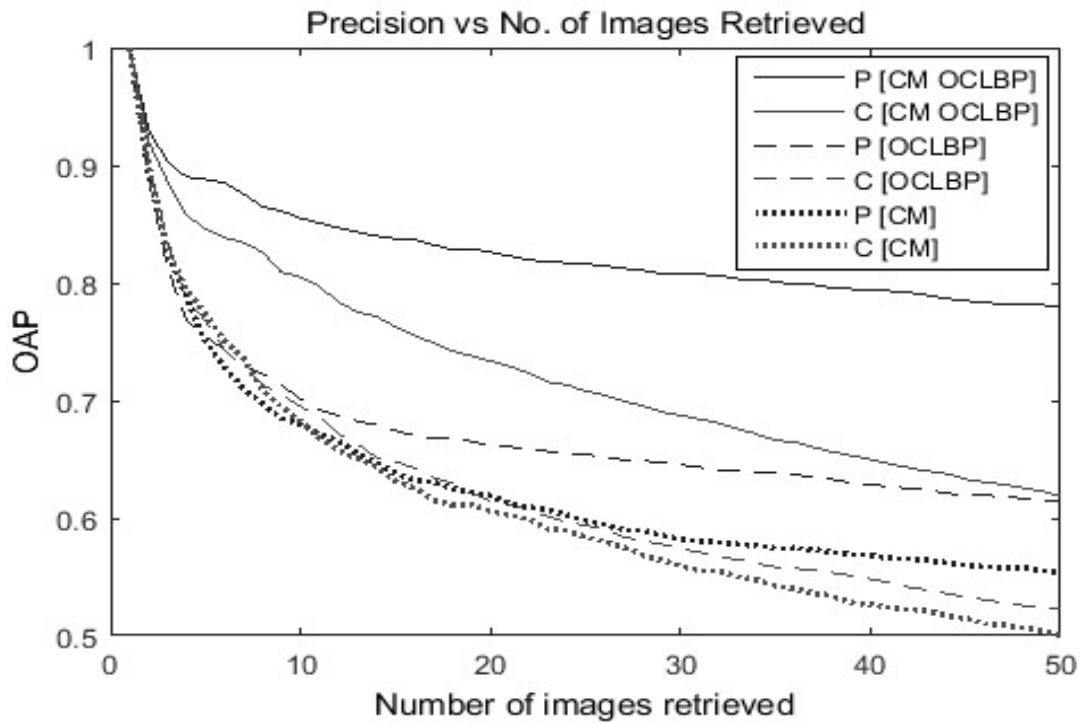 Precision vs No. of Images Retrieved
1
0.9
0.8
0.7
0.6
0.5
OAP
P [CM OCLBP]
C [CM OCLBP]
P [OCLBP]
C [OCLBP]
P [CM]
C [CM]
0 10 20 30 40 50
Number of images retrieved